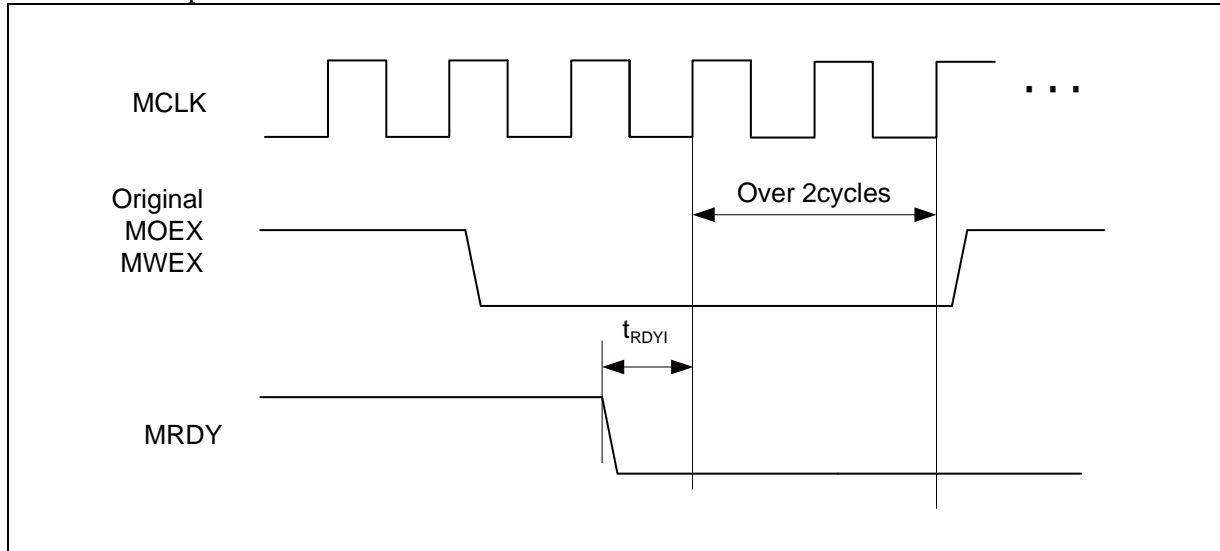 MCLK
. . .
Over 2cycles
Original
MOEX
MWEX
tRDYI
MRDY